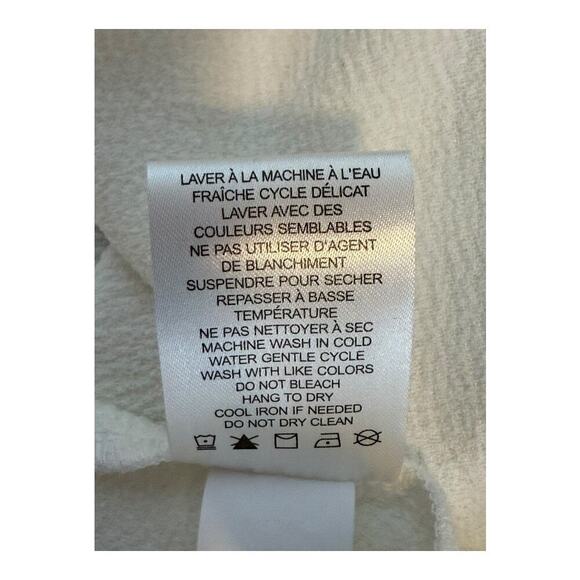 LAVER À LA MACHINE À L'EAU
FRAÎCHE CYCLE DÉLICAT
LAVER AVEC DES
COULEURS SEMBLABLES
NE PAS UTILISER D'AGENT
DE BLANCHIMENT
SUSPENDRE POUR SECHER
REPASSER À BASSE
TEMPÉRATURE
NE PAS NETTOYER À SEC
MACHINE WASH IN COLD
WATER GENTLE CYCLE
WASH WITH LIKE COLORS
DO NOT BLEACH
HANG TO DRY
COOL IRON IF NEEDED
DO NOT DRY CLEAN